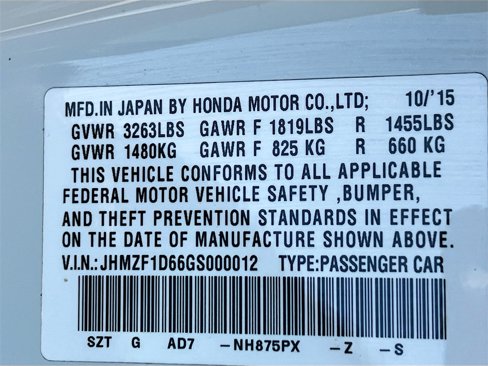 MFD.IN JAPAN BY HONDA MOTOR CO.,LTD; 10/'15
GVWR 3263LBS GAWR F 1819LBS R 1455LBS
GVWR 1480KG GAWR F 825 KG R 660 KG
THIS VEHICLE CONFORMS TO ALL APPLICABLE
FEDERAL MOTOR VEHICLE SAFETY ,BUMPER,
AND THEFT PREVENTION STANDARDS IN EFFECT
ON THE DATE OF MANUFACTURE SHOWN ABOVE.
V.I.N.:JHMZF1D66GS000012 TYPE:PASSENGER CAR
SZT G AD7 -NH875PX -Z -S